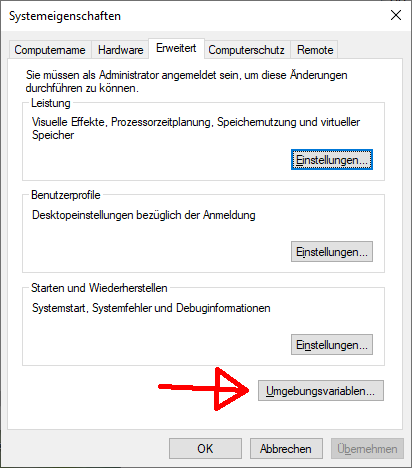 Systemeigenschaften
Computername Hardware Erweitert Computerschutz Remote
Sie müssen als Administrator angemeldet sein, um diese Änderungen
durchführen zu können.
Leistung
Visuelle Effekte, Prozessorzeitplanung, Speichernutzung und virtueller
Speicher
Einstellungen...
Benutzerprofile
Desktopeinstellungen bezüglich der Anmeldung
Einstellungen...
Starten und Wiederherstellen
Systemstart, Systemfehler und Debuginformationen
Einstellungen...
Umgebungsvariablen...
OK Abbrechen Übernehmen